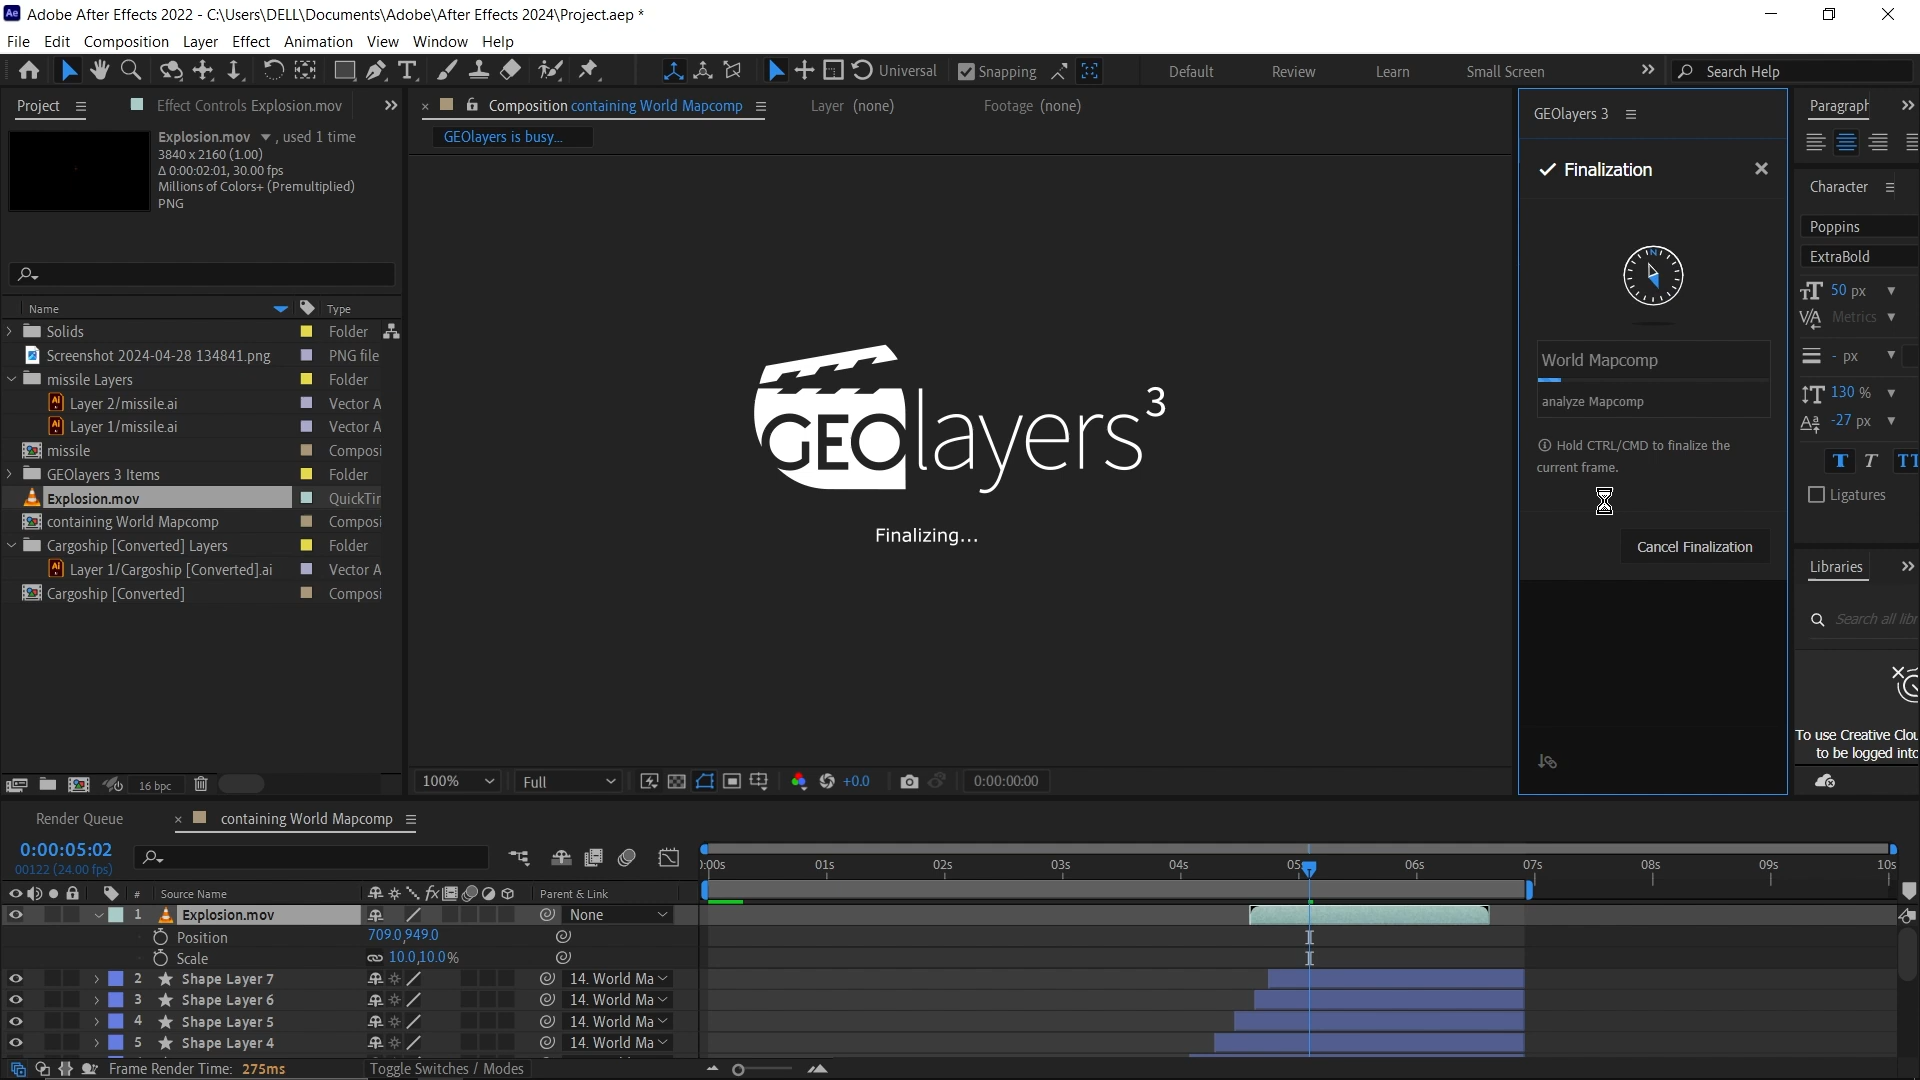 Adobe After Effects 2022 - C:\Users\DELL\Documents\Adobe\After Effects 2024\Project.aep *
File Edit Composition Layer Effect Animation View Window Help
Universal Snapping Default Review Learn Small Screen Search Help
Project Effect Controls Explosion.mov
Explosion.mov , used 1 time
3840 x 2160 (1.00)
Δ 0:00:02:01, 30.00 fps
Millions of Colors+ (Premultiplied)
PNG
Name Type
Solids Folder
Screenshot 2024-04-28 134841.png PNG file
missile Layers Folder
Layer 2/missile.ai Vector A
Layer 1/missile.ai Vector A
missile Composi
GEOlayers 3 Items Folder
Explosion.mov QuickTir
containing World Mapcomp Composi
Cargoship [Converted] Layers Folder
Layer 1/Cargoship [Converted].ai Vector A
Cargoship [Converted] Composi
16 bpc
Composition containing World Mapcomp Layer (none) Footage (none)
GEOlayers is busy...
GEOlayers3
Finalizing...
100% Full +0.0 0:00:00:00
GEOlayers 3
Finalization
N
World Mapcomp
analyze Mapcomp
Hold CTRL/CMD to finalize the
current frame.
Cancel Finalization
Paragraph
Character
Poppins
ExtraBold
50 px
Metrics
- px
130 %
-27 px
T T TT
Ligatures
Libraries
Search all libr
To use Creative Clou
to be logged into
Render Queue containing World Mapcomp
0:00:05:02
00122 (24.00 fps)
:00s 01s 02s 03s 04s 05s 06s 07s 08s 09s 10s
# Source Name fx Parent & Link
1 Explosion.mov None
Position 709.0,949.0
Scale 10.0,10.0%
2 Shape Layer 7 14. World Ma
3 Shape Layer 6 14. World Ma
4 Shape Layer 5 14. World Ma
5 Shape Layer 4 14. World Ma
Frame Render Time: 275ms Toggle Switches / Modes